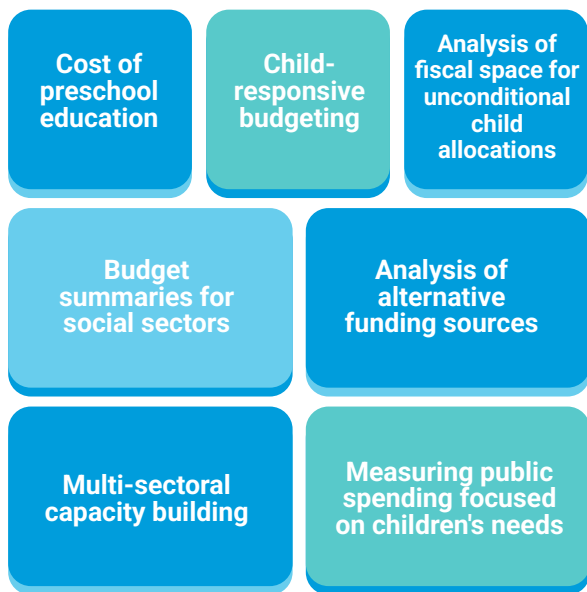 Cost of
preschool
education
Child-
responsive
budgeting
Analysis of
fiscal space for
unconditional
child
allocations
Budget
summaries for
social sectors
Analysis of
alternative
funding sources
Multi-sectoral
capacity building
Measuring public
spending focused
on children's needs